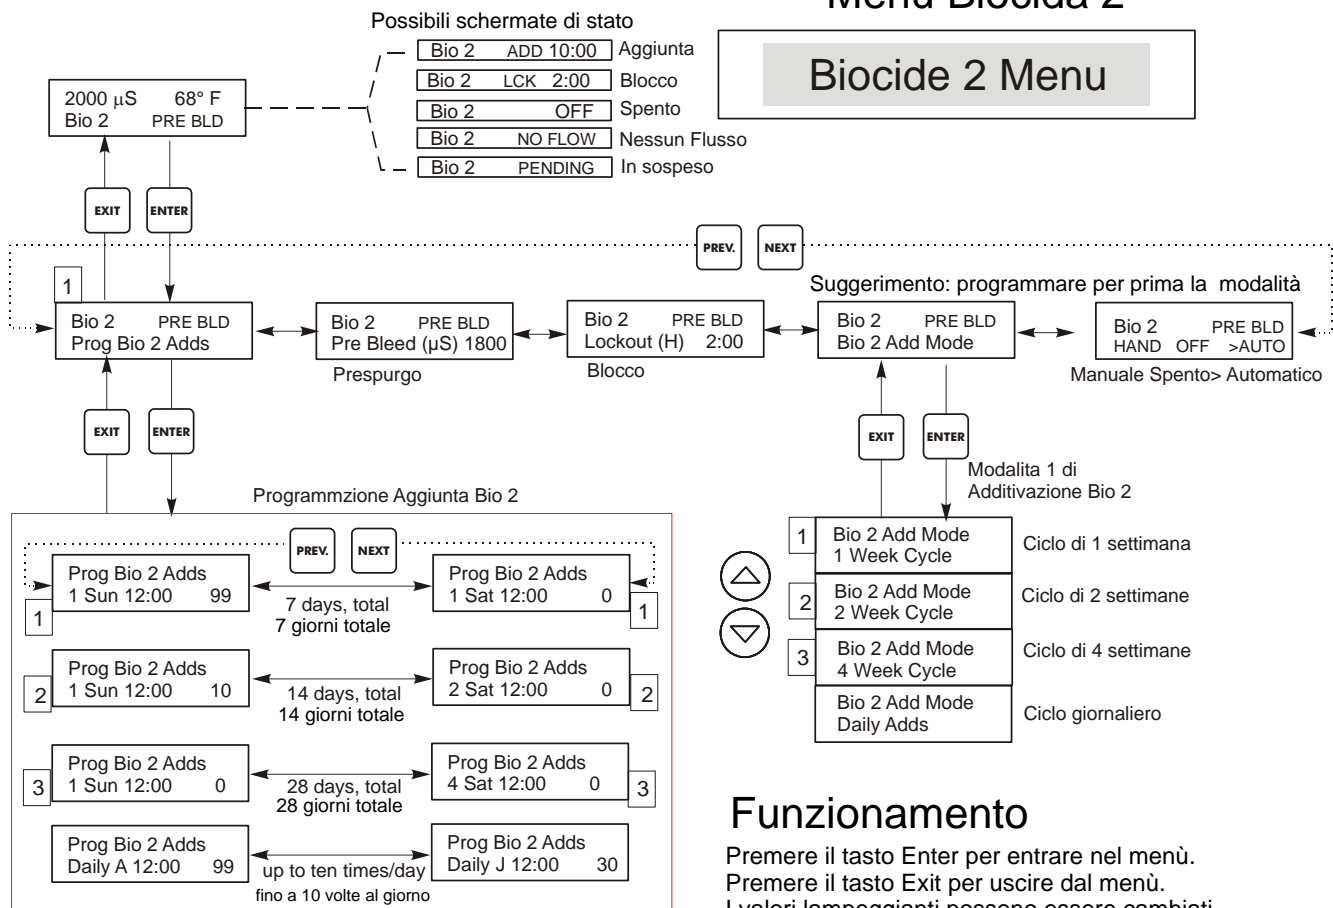 Menu Biocida 2
Biocide 2 Menu
Possibili schermate di stato
Bio 2 ADD 10:00 Aggiunta
Bio 2 LCK 2:00 Blocco
Bio 2 OFF Spento
Bio 2 NO FLOW Nessun Flusso
Bio 2 PENDING In sospeso
2000 µS 68° F
Bio 2 PRE BLD
EXIT
ENTER
PREV.
NEXT
Suggerimento: programmare per prima la modalità
1
Bio 2 PRE BLD
Prog Bio 2 Adds
Bio 2 PRE BLD
Pre Bleed (µS) 1800
Prespurgo
Bio 2 PRE BLD
Lockout (H) 2:00
Blocco
Bio 2 PRE BLD
Bio 2 Add Mode
Bio 2 PRE BLD
HAND OFF >AUTO
Manuale Spento> Automatico
EXIT
ENTER
EXIT
ENTER
Modalita 1 di
Additivazione Bio 2
Programmzione Aggiunta Bio 2
PREV.
NEXT
Prog Bio 2 Adds
1 Sun 12:00 99
1
7 days, total
7 giorni totale
Prog Bio 2 Adds
1 Sat 12:00 0
1
Prog Bio 2 Adds
1 Sun 12:00 10
2
14 days, total
14 giorni totale
Prog Bio 2 Adds
2 Sat 12:00 0
2
Prog Bio 2 Adds
1 Sun 12:00 0
3
28 days, total
28 giorni totale
Prog Bio 2 Adds
4 Sat 12:00 0
3
Prog Bio 2 Adds
Daily A 12:00 99
up to ten times/day
fino a 10 volte al giorno
Prog Bio 2 Adds
Daily J 12:00 30
1
Bio 2 Add Mode
1 Week Cycle
Ciclo di 1 settimana
2
Bio 2 Add Mode
2 Week Cycle
Ciclo di 2 settimane
3
Bio 2 Add Mode
4 Week Cycle
Ciclo di 4 settimane
Bio 2 Add Mode
Daily Adds
Ciclo giornaliero
Funzionamento
Premere il tasto Enter per entrare nel menù.
Premere il tasto Exit per uscire dal menù.
I valori lampeggianti possono essere cambiati